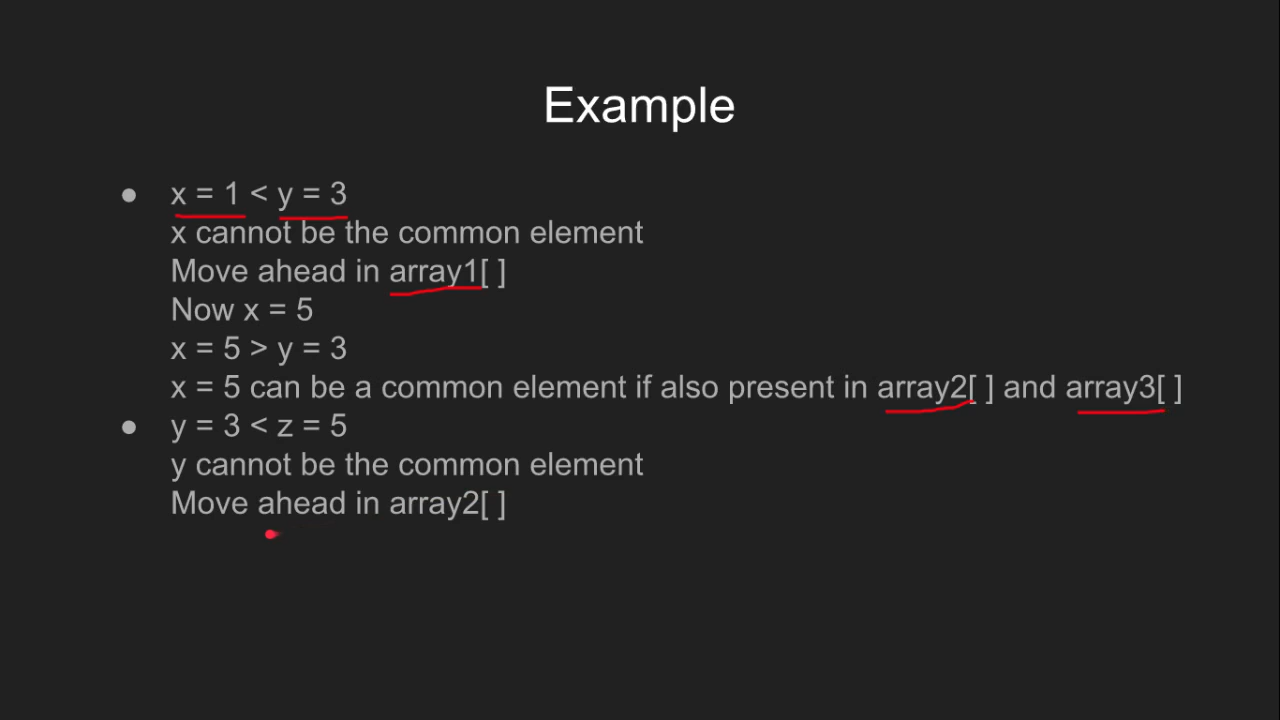 Example
● x = 1 < y = 3
x cannot be the common element
Move ahead in array1[ ]
Now x = 5
x = 5 > y = 3
x = 5 can be a common element if also present in array2[ ] and array3[ ]
● y = 3 < z = 5
y cannot be the common element
Move ahead in array2[ ]